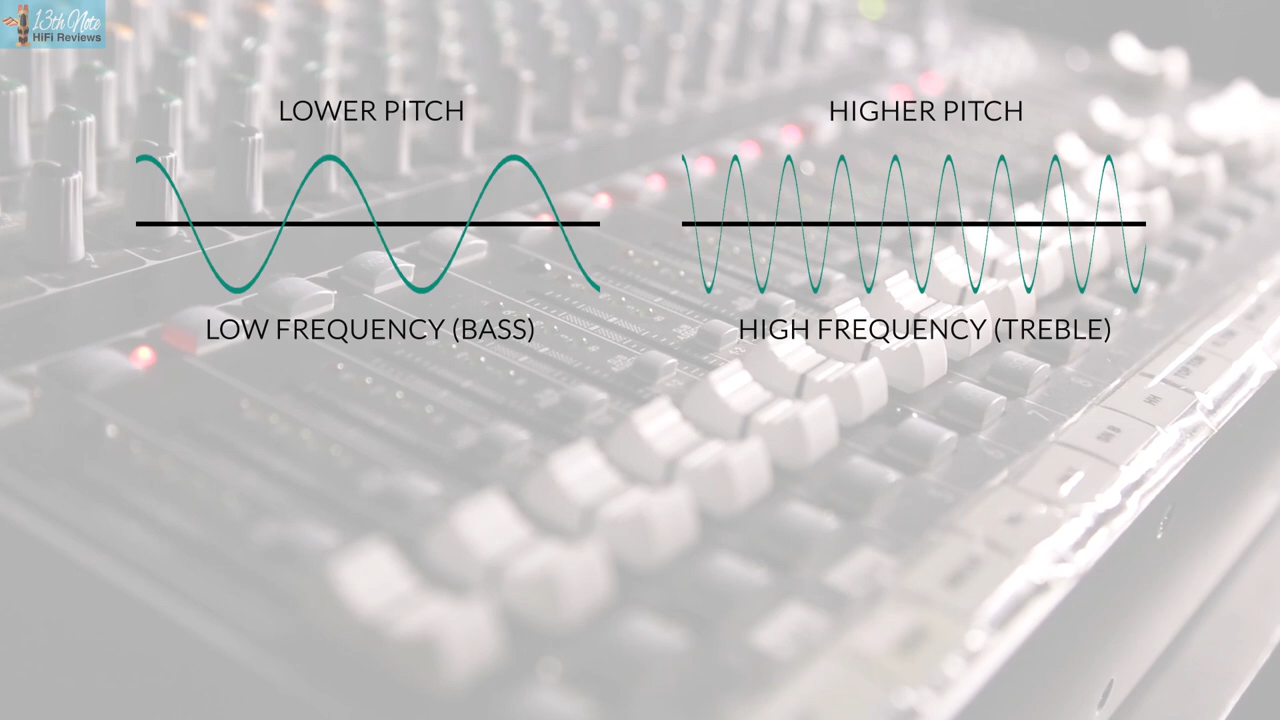 13th Note
HiFi Reviews
LOWER PITCH
HIGHER PITCH
LOW FREQUENCY (BASS)
HIGH FREQUENCY (TREBLE)